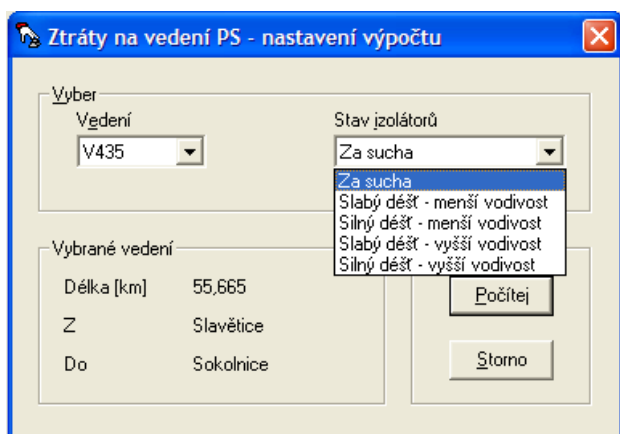 Ztráty na vedení PS - nastavení výpočtu
Vyber
Vedení
Stav izolátorů
V435
Za sucha
Za sucha
Slabý déšť - menší vodivost
Silný déšť - menší vodivost
Slabý déšť - vyšší vodivost
Silný déšť - vyšší vodivost
Vybrané vedení
Délka [km] 55,665
Z Slavětice
Do Sokolnice
Počítej
Storno